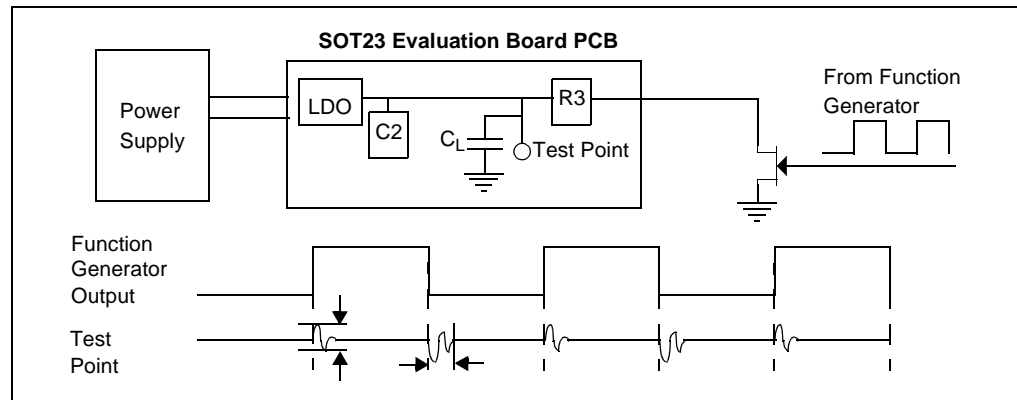 SOT23 Evaluation Board PCB
Power
Supply
LDO
C2
CL
Test Point
R3
From Function
Generator
Function
Generator
Output
Test
Point